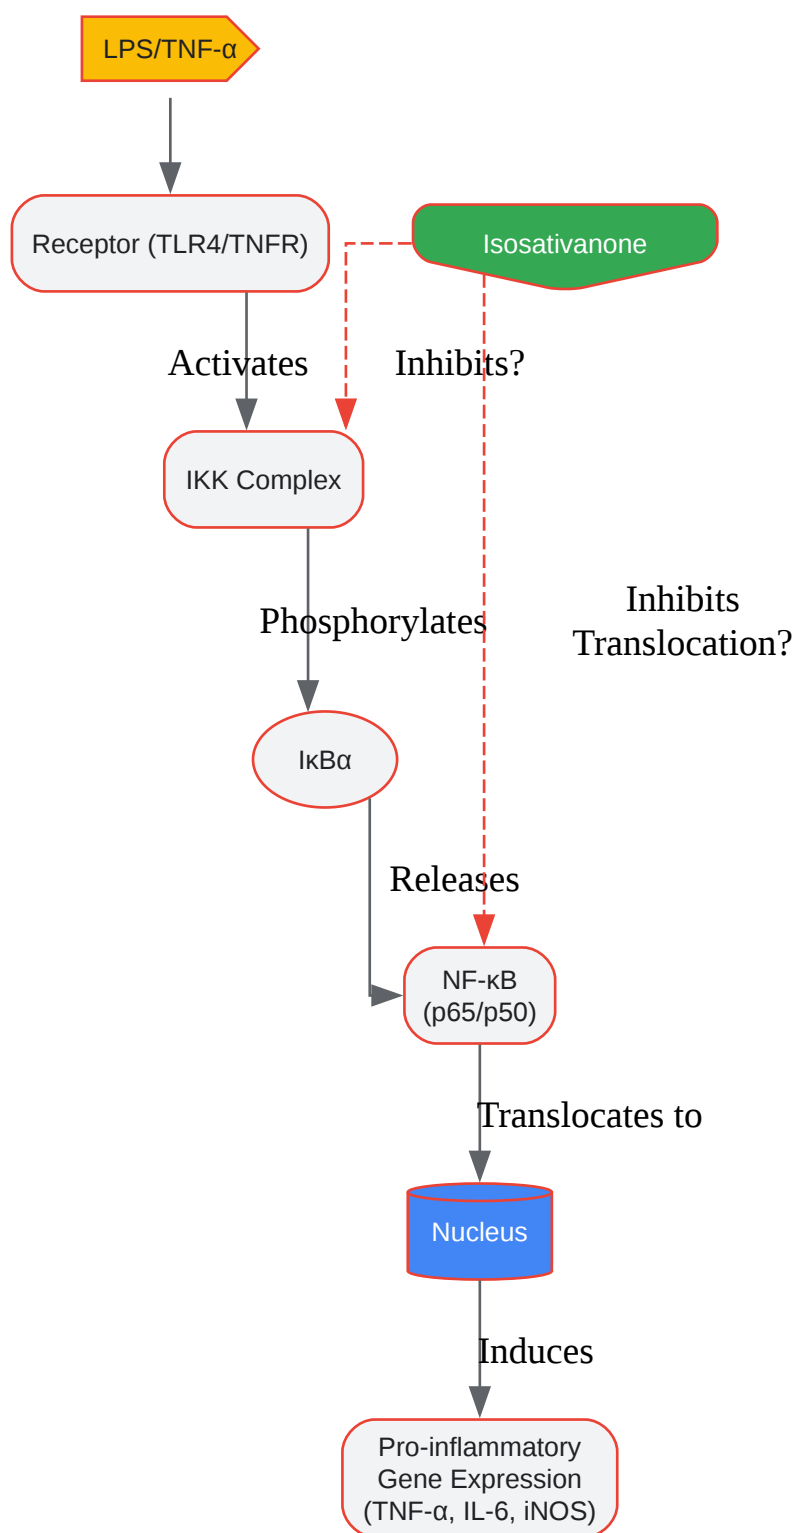 LPS/TNF-α
Receptor (TLR4/TNFR)
Isosativanone
Activates
Inhibits?
IKK Complex
Inhibits
Translocation?
Phosphorylates
IκBα
Releases
NF-κB
(p65/p50)
Translocates to
Nucleus
Induces
Pro-inflammatory
Gene Expression
(TNF-α, IL-6, iNOS)